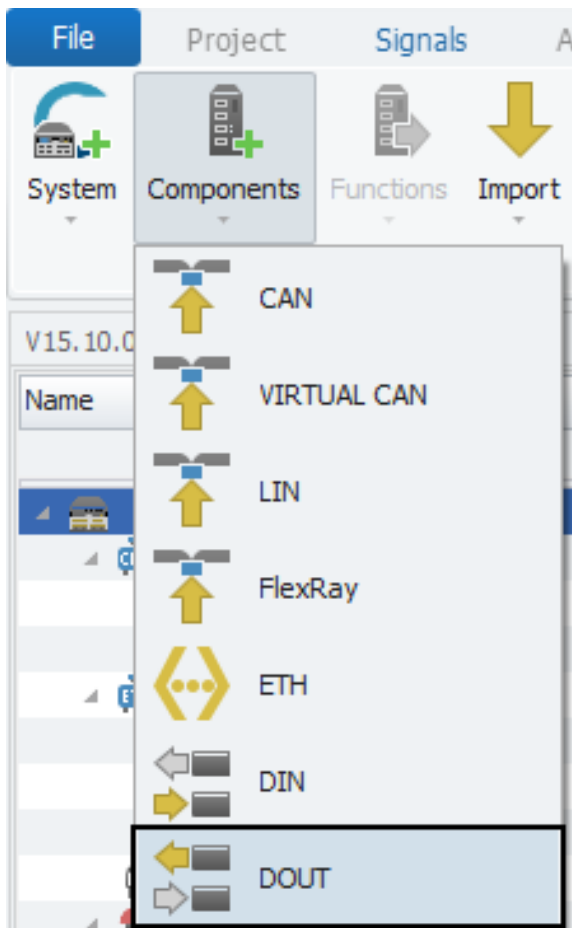 File Project Signals A
System Components Functions Import
CAN
V15.10.0
VIRTUAL CAN
Name
LIN
FlexRay
ETH
DIN
DOUT